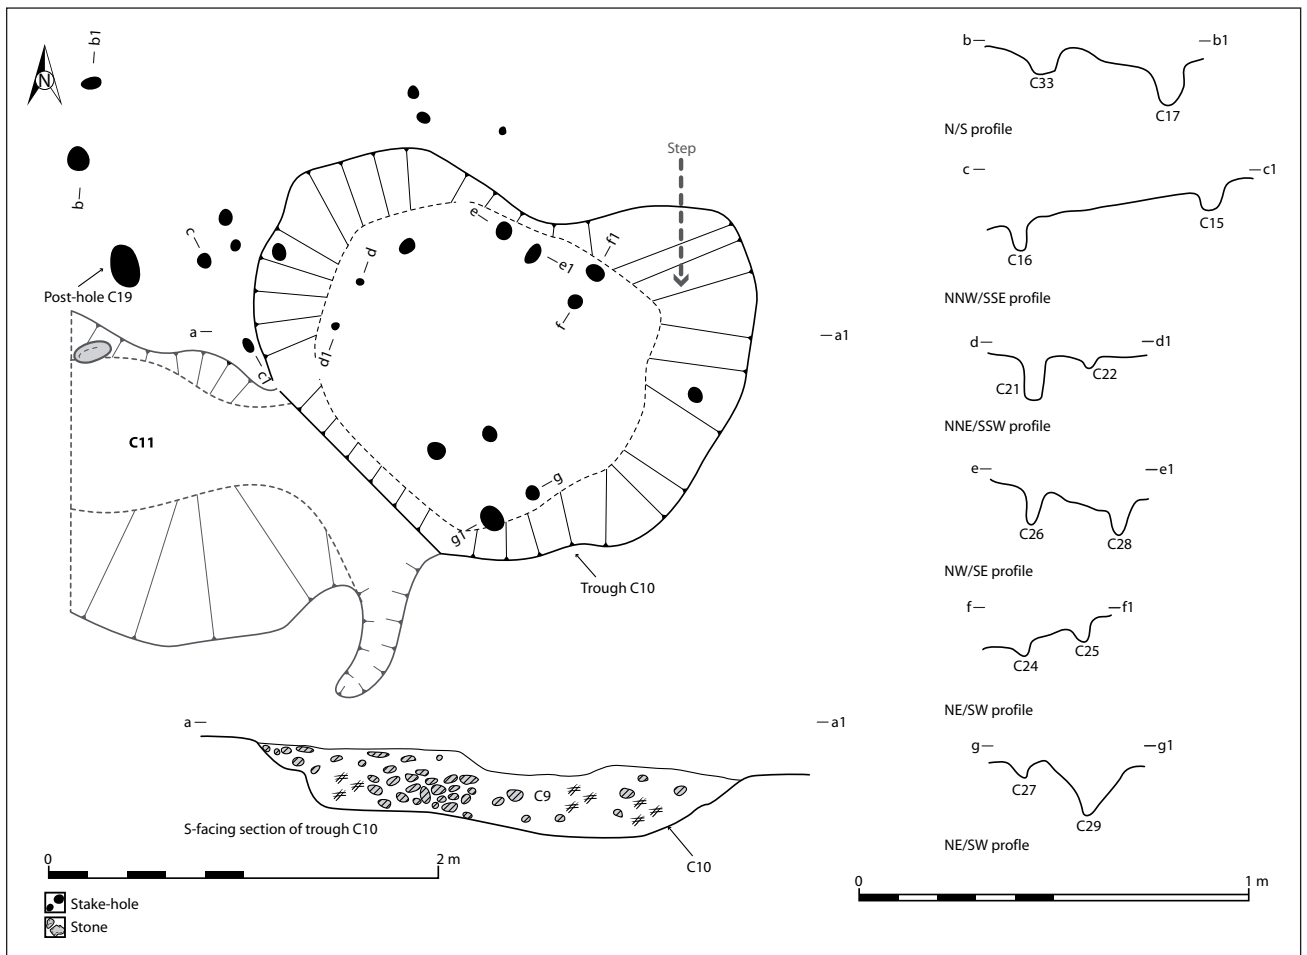 N
b1
b
c
Post-hole C19
a
c1
d
d1
e
e1
f1
f
Step
a1
C11
g
g1
Trough C10
a
a1
C9
S-facing section of trough C10
C10
0 2 m
Stake-hole
Stone
b b1
C33
C17
N/S profile
c c1
C15
C16
NNW/SSE profile
d d1
C21 C22
NNE/SSW profile
e e1
C26
C28
NW/SE profile
f f1
C25
C24
NE/SW profile
g g1
C27
C29
NE/SW profle
0 1 m